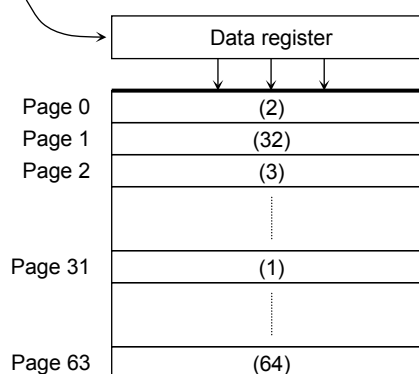 Data register
Page 0 (2)
Page 1 (32)
Page 2 (3)
Page 31 (1)
Page 63 (64)